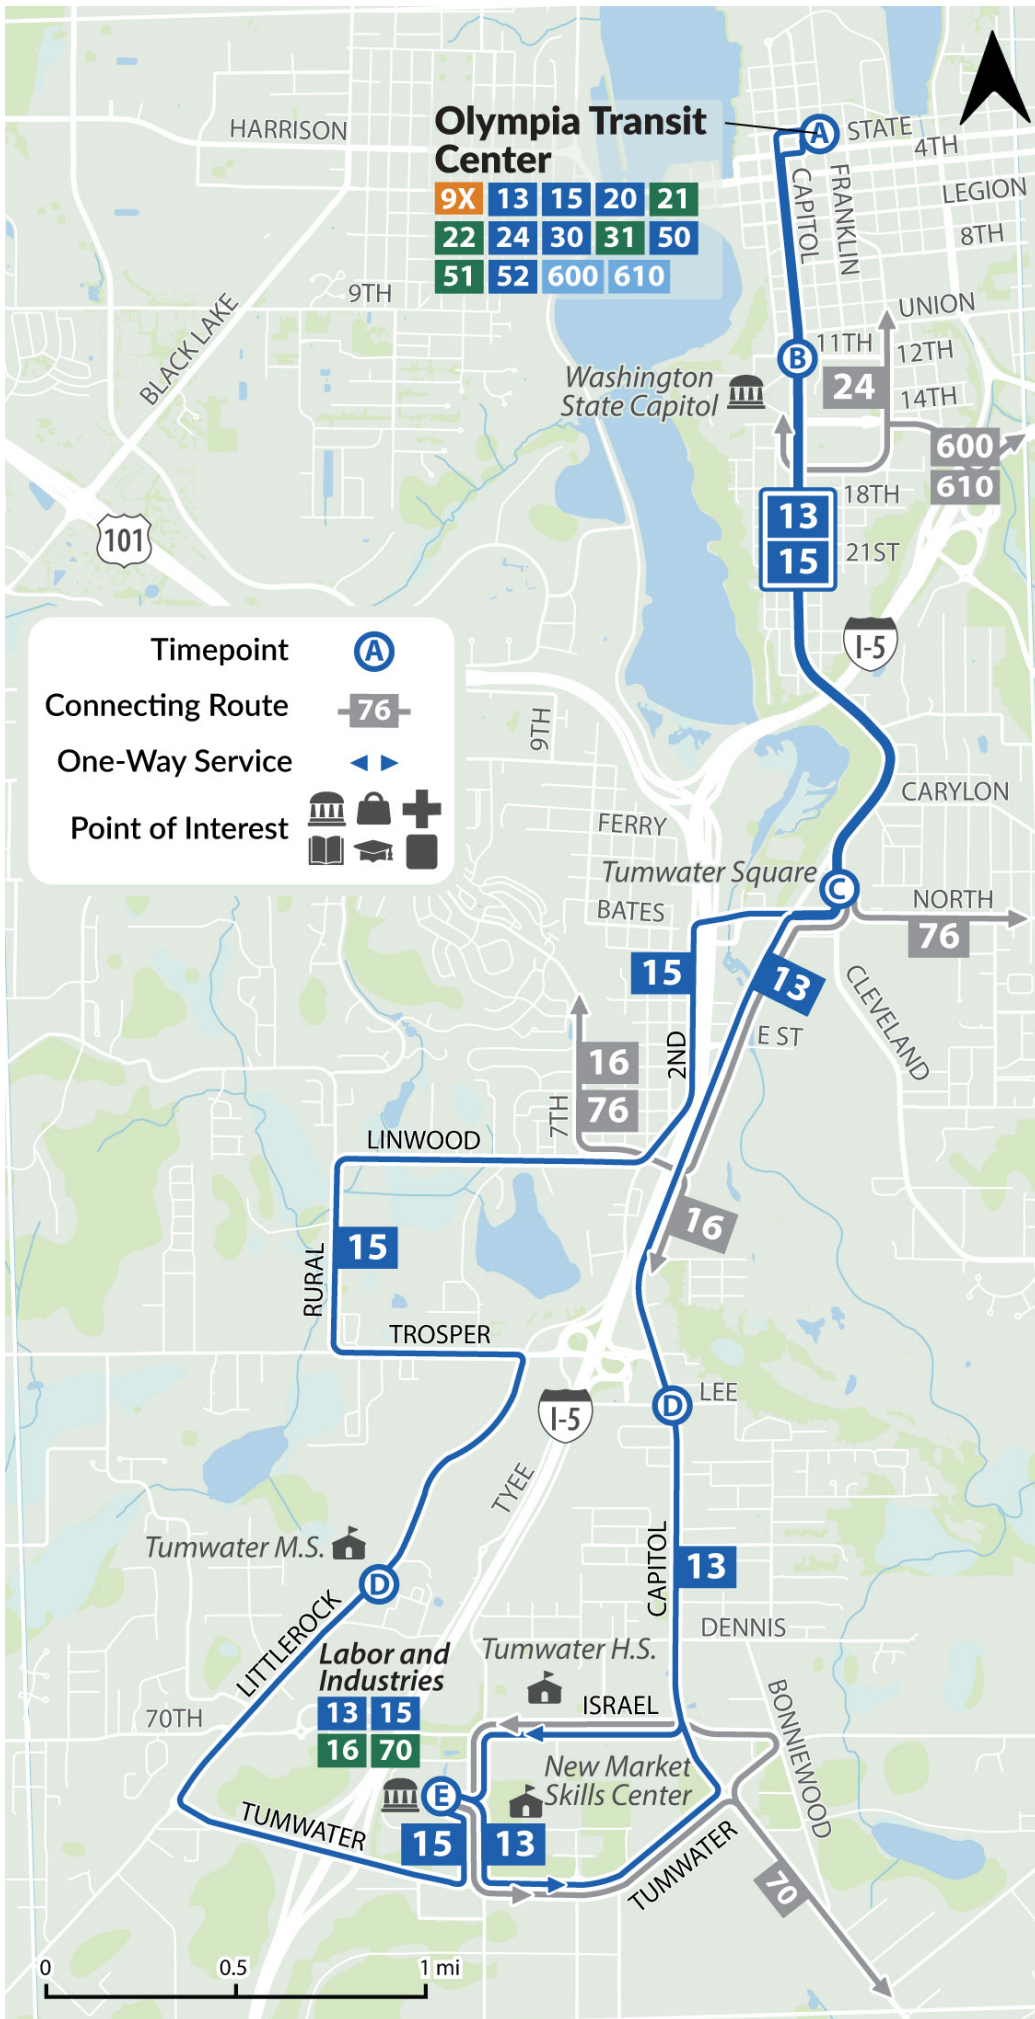 HARRISON
Olympia Transit
Center
9X 13 15 20 21
22 24 30 31 50
51 52 600 610
A
STATE
4TH
CAPITOL
FRANKLIN
LEGION
8TH
9TH
BLACK LAKE
UNION
11TH
12TH
B
Washington
State Capitol
24
14TH
600
610
18TH
13
15
21ST
101
I-5
Timepoint A
Connecting Route 76
One-Way Service
Point of Interest
9TH
CARYLON
FERRY
Tumwater Square
C
BATES
NORTH
76
15
13
CLEVELAND
E ST
2ND
16
76
7TH
LINWOOD
16
15
RURAL
TROSPER
LEE
D
I-5
TYEE
Tumwater M.S.
D
CAPITOL
13
LITTLEROCK
DENNIS
Labor and
Industries
13 15
16 70
Tumwater H.S.
ISRAEL
70TH
BONNIEWOOD
New Market
Skills Center
E
TUMWATER
15
13
TUMWATER
70
0 0.5 1 mi